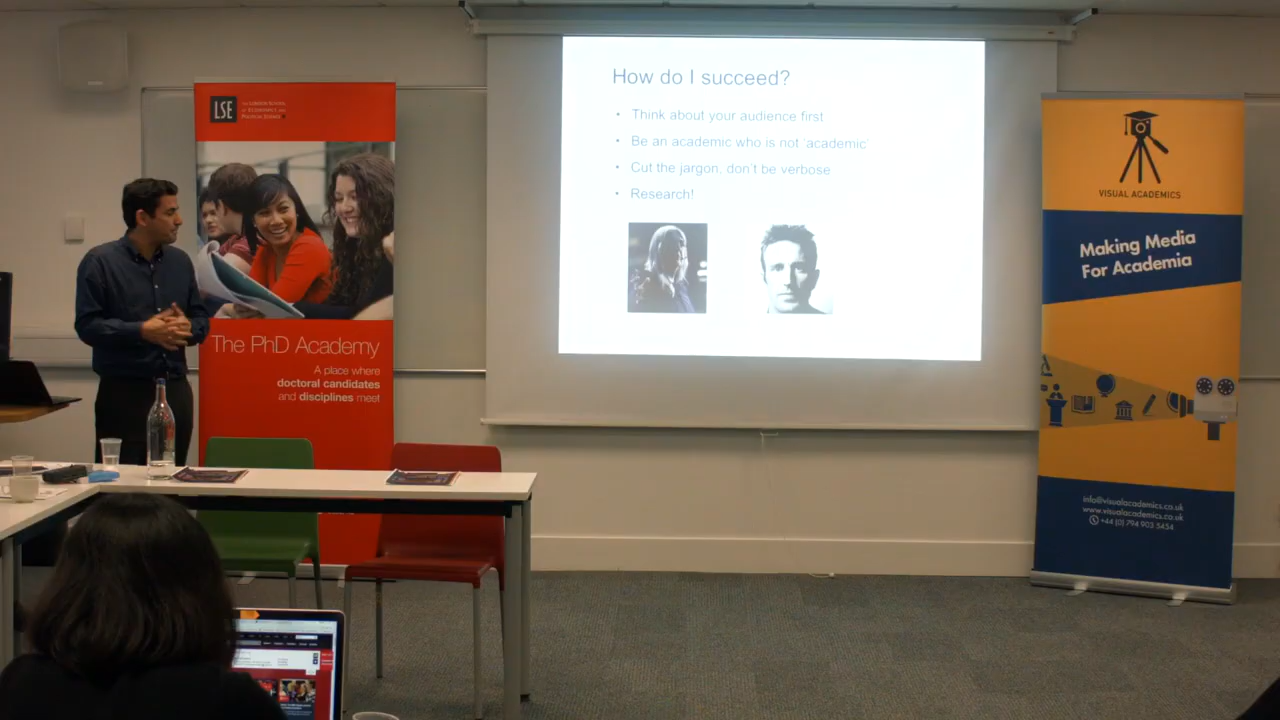 LSE
THE LONDON SCHOOL
OF ECONOMICS AND
POLITICAL SCIENCE
The PhD Academy
A place where
doctoral candidates
and disciplines meet
How do I succeed?
• Think about your audience first
• Be an academic who is not 'academic'
• Cut the jargon, don't be verbose
• Research!
VISUAL ACADEMICS
Making Media
For Academia
info@visualacademics.co.uk
www.visualacademics.co.uk
+44 (0) 794 903 5454